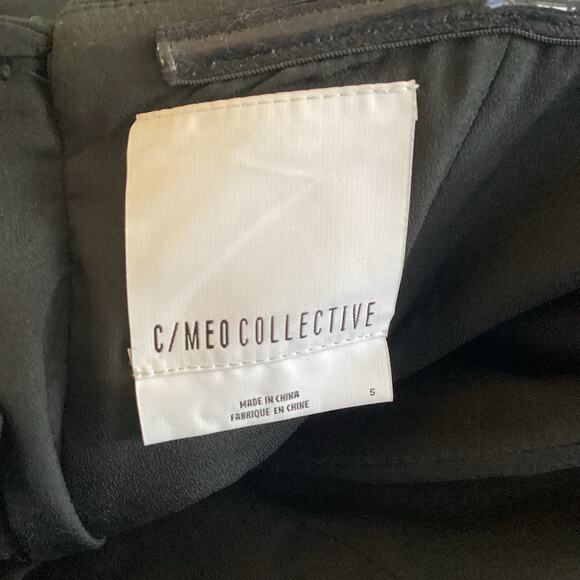 C/MEO COLLECTIVE
MADE IN CHINA
FABRIQUE EN CHINE
S